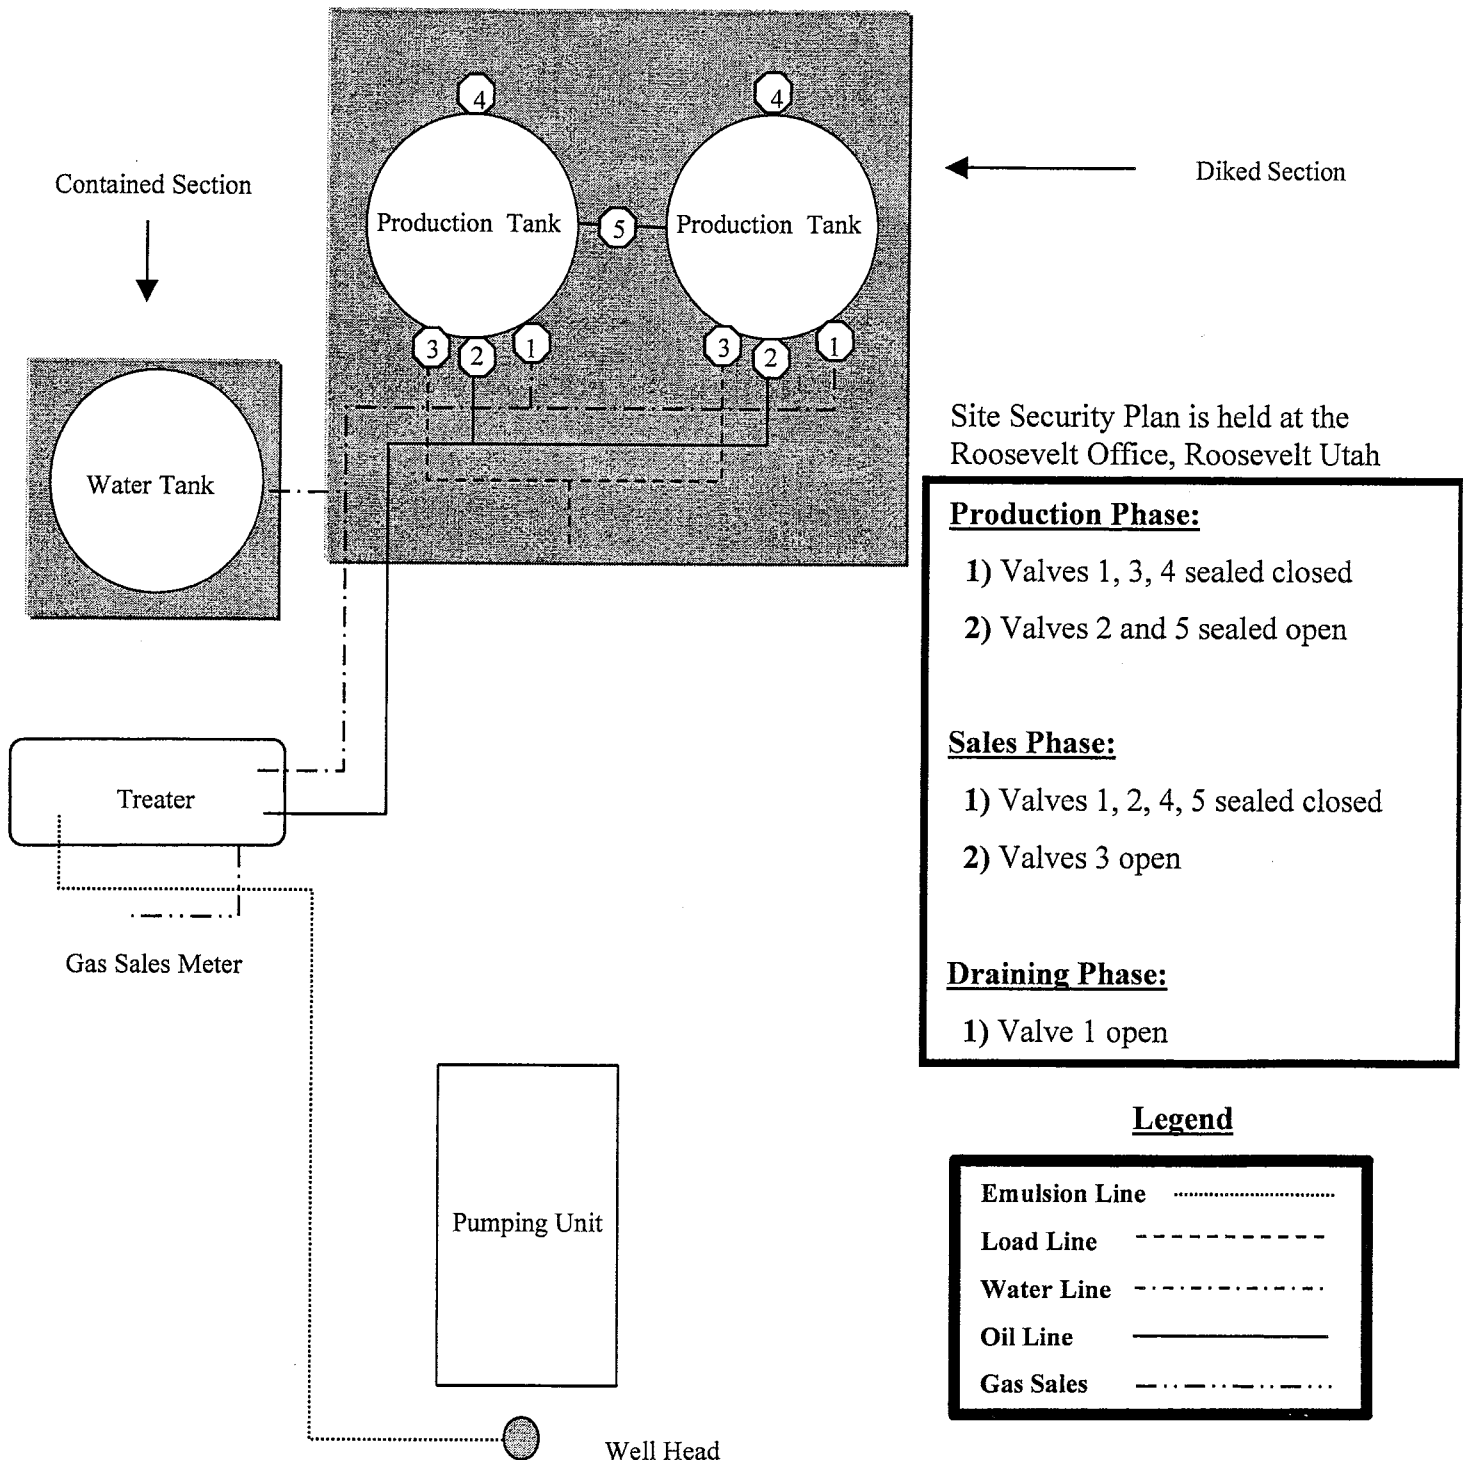 4
4
Contained Section
Diked Section
Production Tank
5
Production Tank
3
2
1
3
2
1
Water Tank
Site Security Plan is held at the
Roosevelt Office, Roosevelt Utah
Production Phase:
1) Valves 1, 3, 4 sealed closed
2) Valves 2 and 5 sealed open
Sales Phase:
1) Valves 1, 2, 4, 5 sealed closed
2) Valves 3 open
Draining Phase:
1) Valve 1 open
Treater
Gas Sales Meter
Pumping Unit
Well Head
Legend
Emulsion Line
Load Line
Water Line
Oil Line
Gas Sales